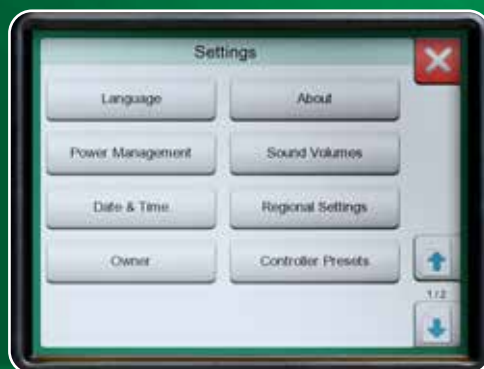 Settings
Language
About
Power Management
Sound Volumes
Date & Time
Regional Settings
Owner
Controller Presets
1/2